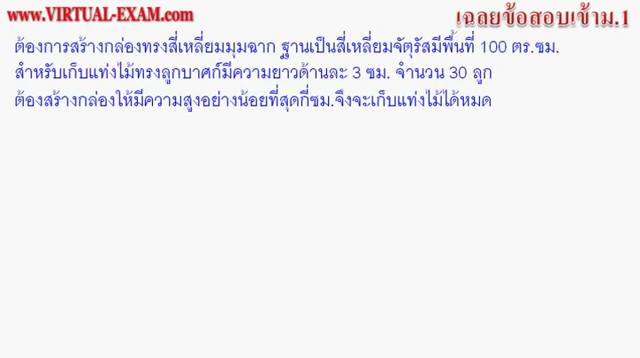 www.VIRTUAL-EXAM.com
เฉลยข้อสอบเข้าม.1
ต้องการสร้างกล่องทรงสี่เหลี่ยมมุมฉาก ฐานเป็นสี่เหลี่ยมจัตุรัสมีพื้นที่ 100 ตร.ซม.
สำหรับเก็บแท่งไม้ทรงลูกบาศก์มีความยาวด้านละ 3 ซม. จำนวน 30 ลูก
ต้องสร้างกล่องให้มีความสูงอย่างน้อยที่สุดกี่ซม.จึงจะเก็บแท่งไม้ได้หมด